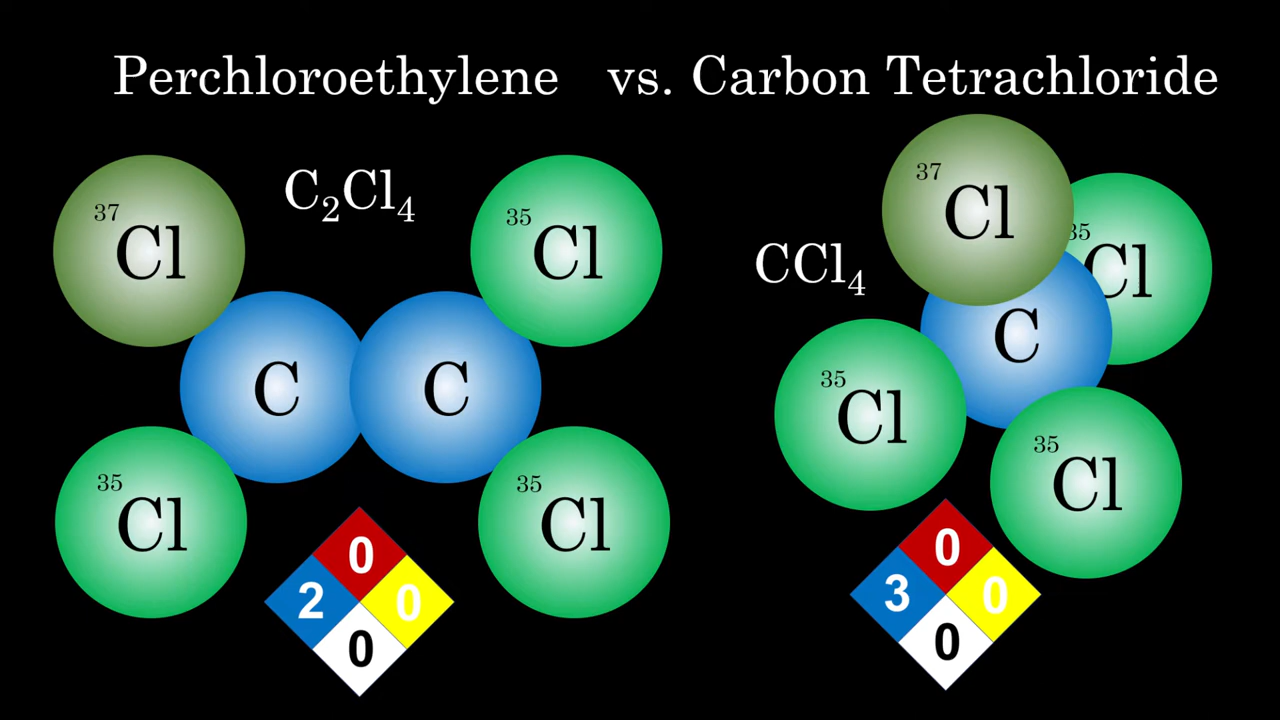 Perchloroethylene vs. Carbon Tetrachloride
C₂Cl₄
³⁷Cl
³⁵Cl
C
C
³⁵Cl
³⁵Cl
0
2
0
0
CCl₄
³⁷Cl
³⁵Cl
C
³⁵Cl
³⁵Cl
0
3
0
0